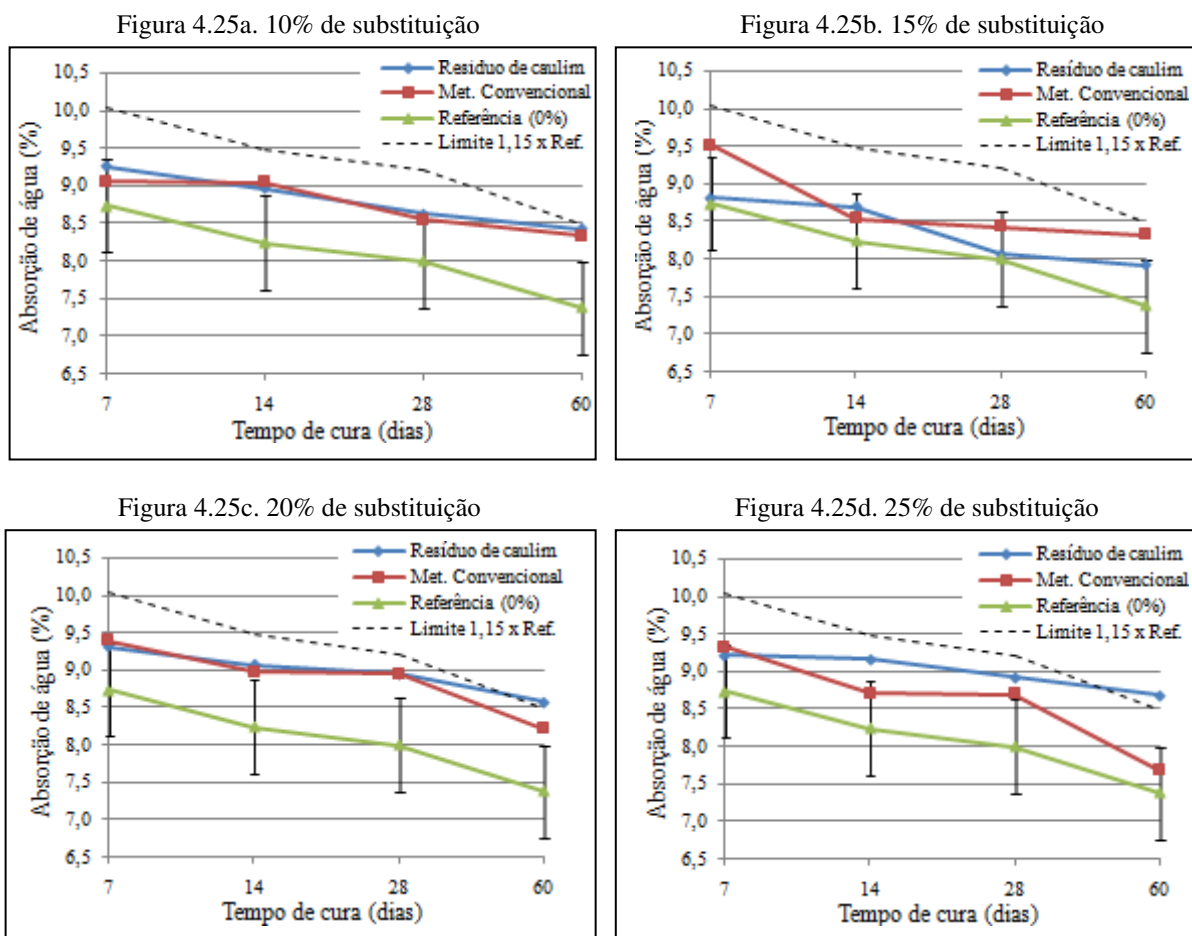 Figura 4.25a. 10% de substituição
Resíduo de caulim
Met. Convencional
Referência (0%)
Limite 1,15 x Ref.
Absorção de água (%)
10,5
10,0
9,5
9,0
8,5
8,0
7,5
7,0
6,5
7 14 28 60
Tempo de cura (dias)
Figura 4.25b. 15% de substituição
Resíduo de caulim
Met. Convencional
Referência (0%)
Limite 1,15 x Ref.
Absorção de água (%)
10,5
10,0
9,5
9,0
8,5
8,0
7,5
7,0
6,5
7 14 28 60
Tempo de cura (dias)
Figura 4.25c. 20% de substituição
Resíduo de caulim
Met. Convencional
Referência (0%)
Limite 1,15 x Ref.
Absorção de água (%)
10,5
10,0
9,5
9,0
8,5
8,0
7,5
7,0
6,5
7 14 28 60
Tempo de cura (dias)
Figura 4.25d. 25% de substituição
Resíduo de caulim
Met. Convencional
Referência (0%)
Limite 1,15 x Ref.
Absorção de água (%)
10,5
10,0
9,5
9,0
8,5
8,0
7,5
7,0
6,5
7 14 28 60
Tempo de cura (dias)